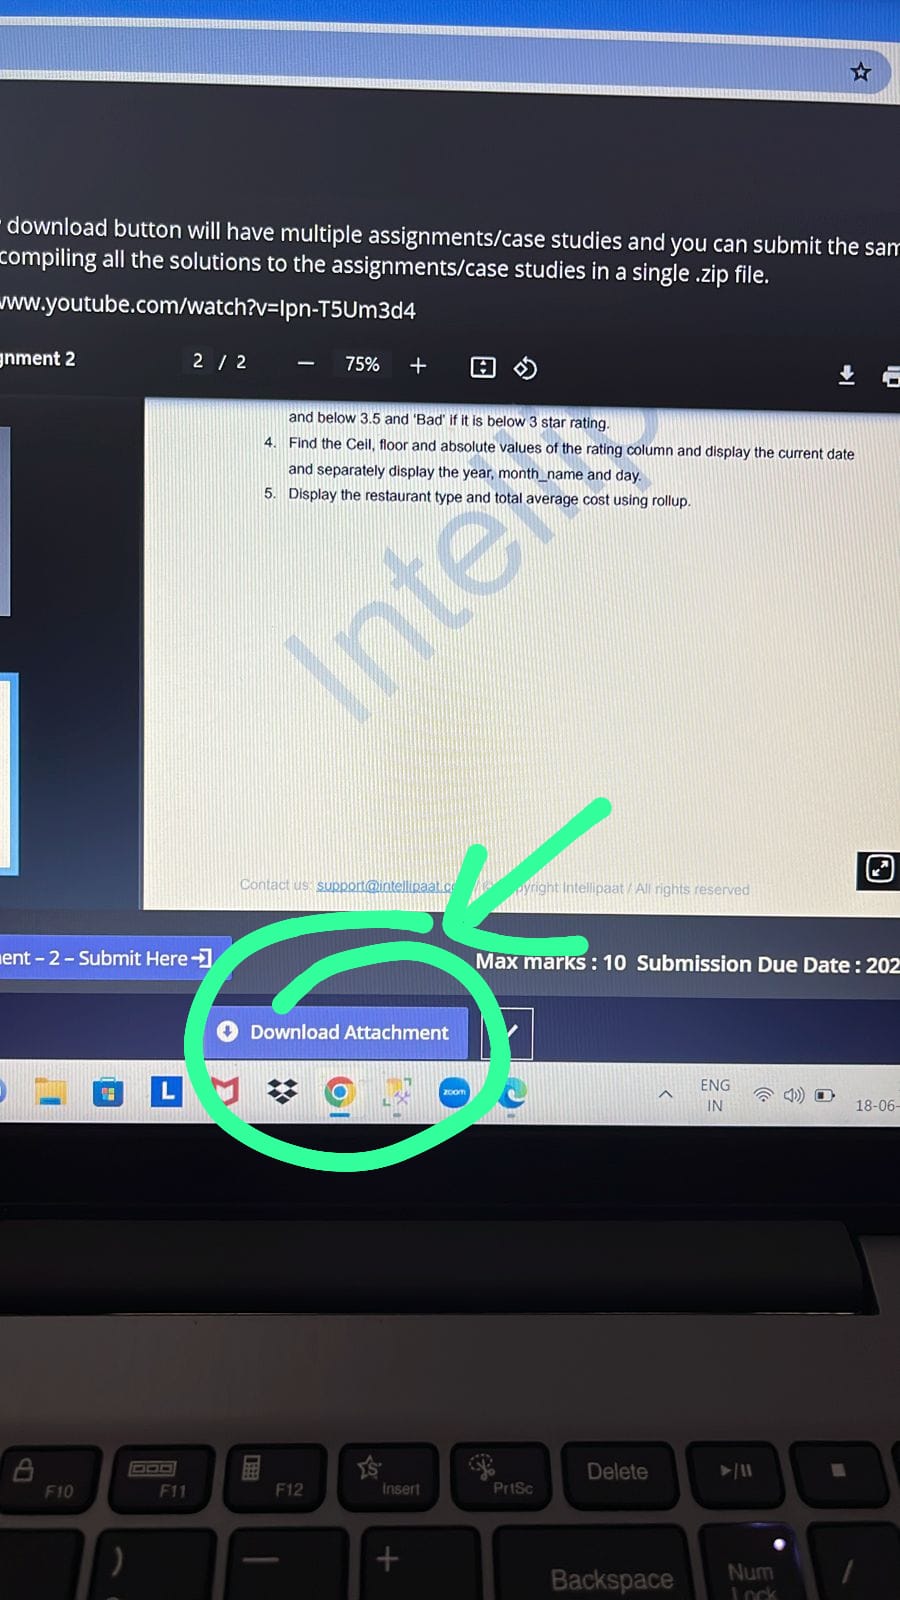 download button will have multiple assignments/case studies and you can submit the
compiling all the solutions to the assignments/case studies in a single .zip file.
www.youtube.com/watch?v=Ipn-T5Um3d4
gnment 2
2 / 2
75%
and below 3.5 and 'Bad' if it is below 3 star rating.
4. Find the Ceil, floor and absolute values of the rating column and display the current date
and separately display the year, month_name and day.
5. Display the restaurant type and total average cost using rollup.
Intellip
Contact us: support@intellipaat.c / © Copyright Intellipaat / All rights reserved
ent – 2 – Submit Here
Max marks : 10 Submission Due Date : 202
Download Attachment
L
zoom
ENG
IN
18-06-
F10
F11
F12
Insert
PrtSc
Delete
)
—
+
Backspace
Num
Lock
/